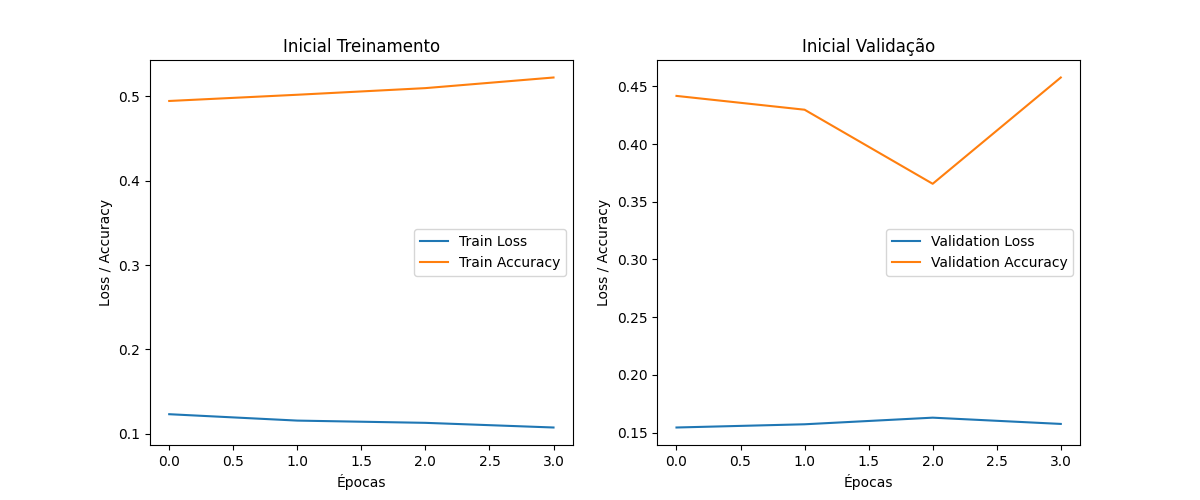 Inicial Treinamento
Loss / Accuracy
0.5
0.4
0.3
0.2
0.1
Train Loss
Train Accuracy
0.0 0.5 1.0 1.5 2.0 2.5 3.0
Épocas
Inicial Validação
Loss / Accuracy
0.45
0.40
0.35
0.30
0.25
0.20
0.15
Validation Loss
Validation Accuracy
0.0 0.5 1.0 1.5 2.0 2.5 3.0
Épocas